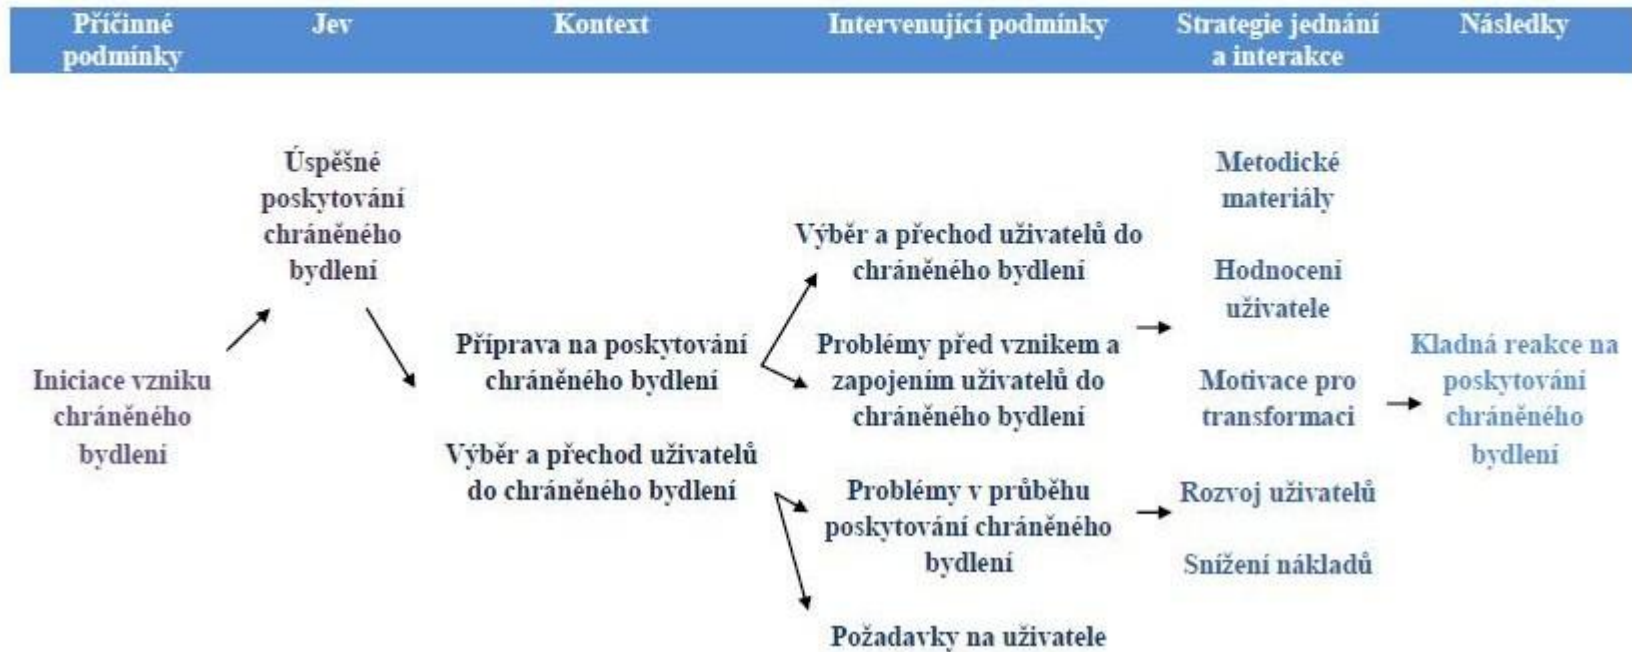 Příčinné
podmínky
Jev
Kontext
Intervenující podmínky
Strategie jednání
a interakce
Následky
Iniciace vzniku
chráněného
bydlení
Úspěšné
poskytování
chráněného
bydlení
Příprava na poskytování
chráněného bydlení
Výběr a přechod uživatelů
do chráněného bydlení
Výběr a přechod uživatelů do
chráněného bydlení
Problémy před vznikem a
zapojením uživatelů do
chráněného bydlení
Problémy v průběhu
poskytování chráněného
bydlení
Požadavky na uživatele
Metodické
materiály
Hodnocení
uživatele
Motivace pro
transformaci
Rozvoj uživatelů
Snížení nákladů
Kladná reakce na
poskytování
chráněného
bydlení